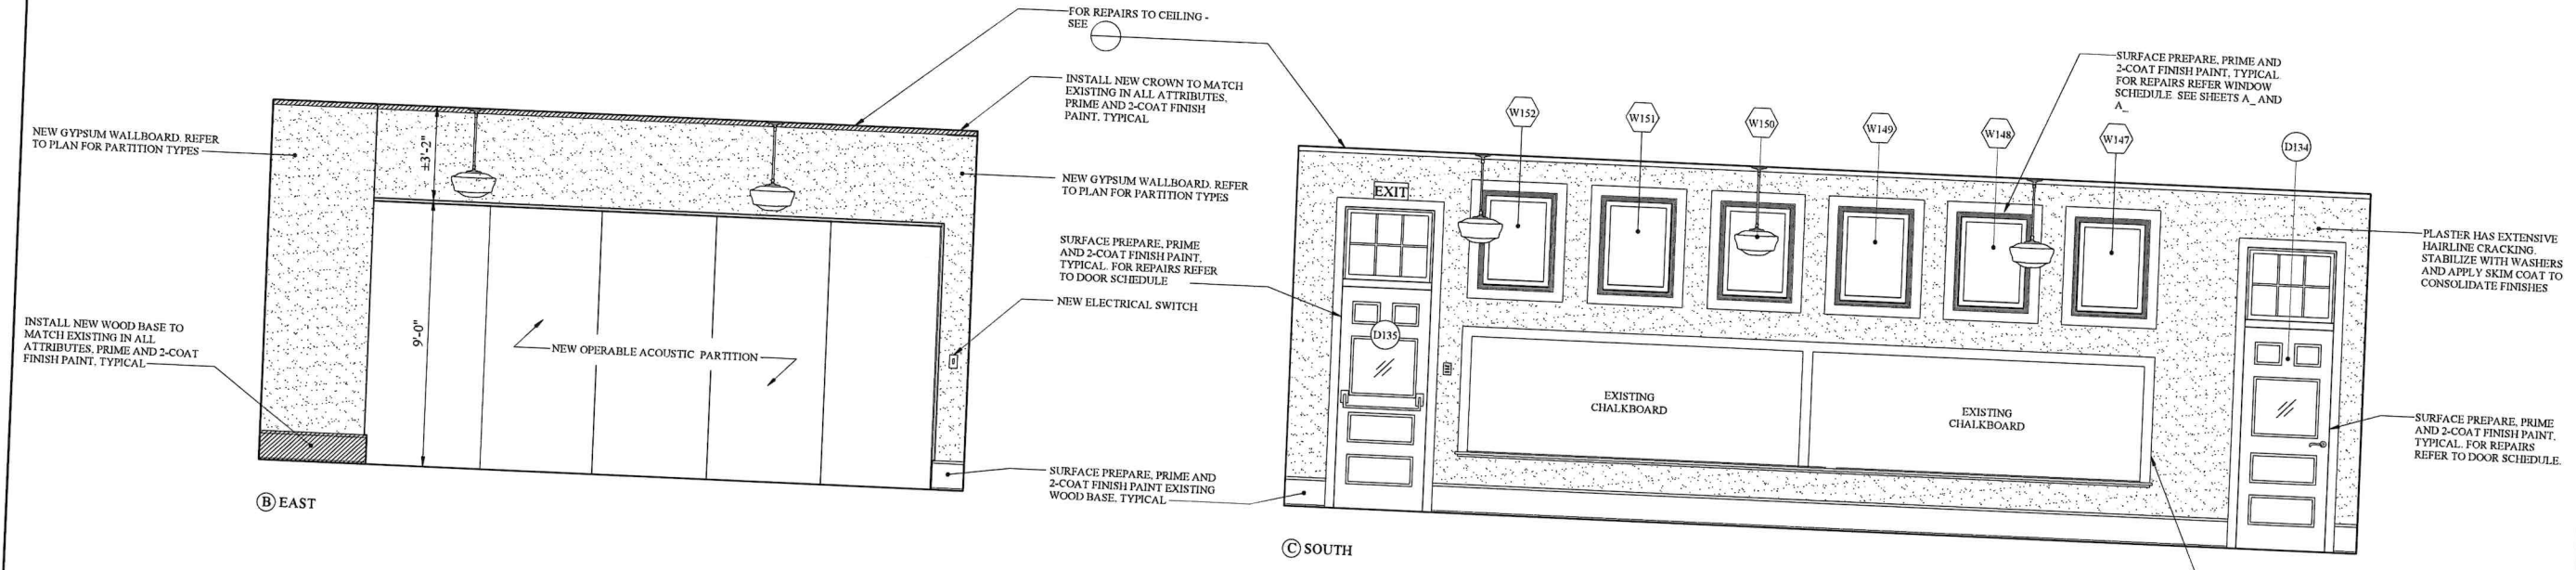 FOR REPAIRS TO CEILING -
SEE
INSTALL NEW CROWN TO MATCH
EXISTING IN ALL ATTRIBUTES,
PRIME AND 2-COAT FINISH
PAINT, TYPICAL
NEW GYPSUM WALLBOARD. REFER
TO PLAN FOR PARTITION TYPES
±3'-2"
NEW GYPSUM WALLBOARD. REFER
TO PLAN FOR PARTITION TYPES
SURFACE PREPARE, PRIME
AND 2-COAT FINISH PAINT,
TYPICAL. FOR REPAIRS REFER
TO DOOR SCHEDULE
NEW ELECTRICAL SWITCH
INSTALL NEW WOOD BASE TO
MATCH EXISTING IN ALL
ATTRIBUTES, PRIME AND 2-COAT
FINISH PAINT, TYPICAL
9'-0"
NEW OPERABLE ACOUSTIC PARTITION
SURFACE PREPARE, PRIME AND
2-COAT FINISH PAINT EXISTING
WOOD BASE, TYPICAL
B EAST
SURFACE PREPARE, PRIME AND
2-COAT FINISH PAINT, TYPICAL
FOR REPAIRS REFER WINDOW
SCHEDULE SEE SHEETS A_ AND
A_
W152
W151
W150
W149
W148
W147
D134
EXIT
D135
PLASTER HAS EXTENSIVE
HAIRLINE CRACKING,
STABILIZE WITH WASHERS
AND APPLY SKIM COAT TO
CONSOLIDATE FINISHES
EXISTING
CHALKBOARD
EXISTING
CHALKBOARD
SURFACE PREPARE, PRIME
AND 2-COAT FINISH PAINT,
TYPICAL. FOR REPAIRS
REFER TO DOOR SCHEDULE.
C SOUTH